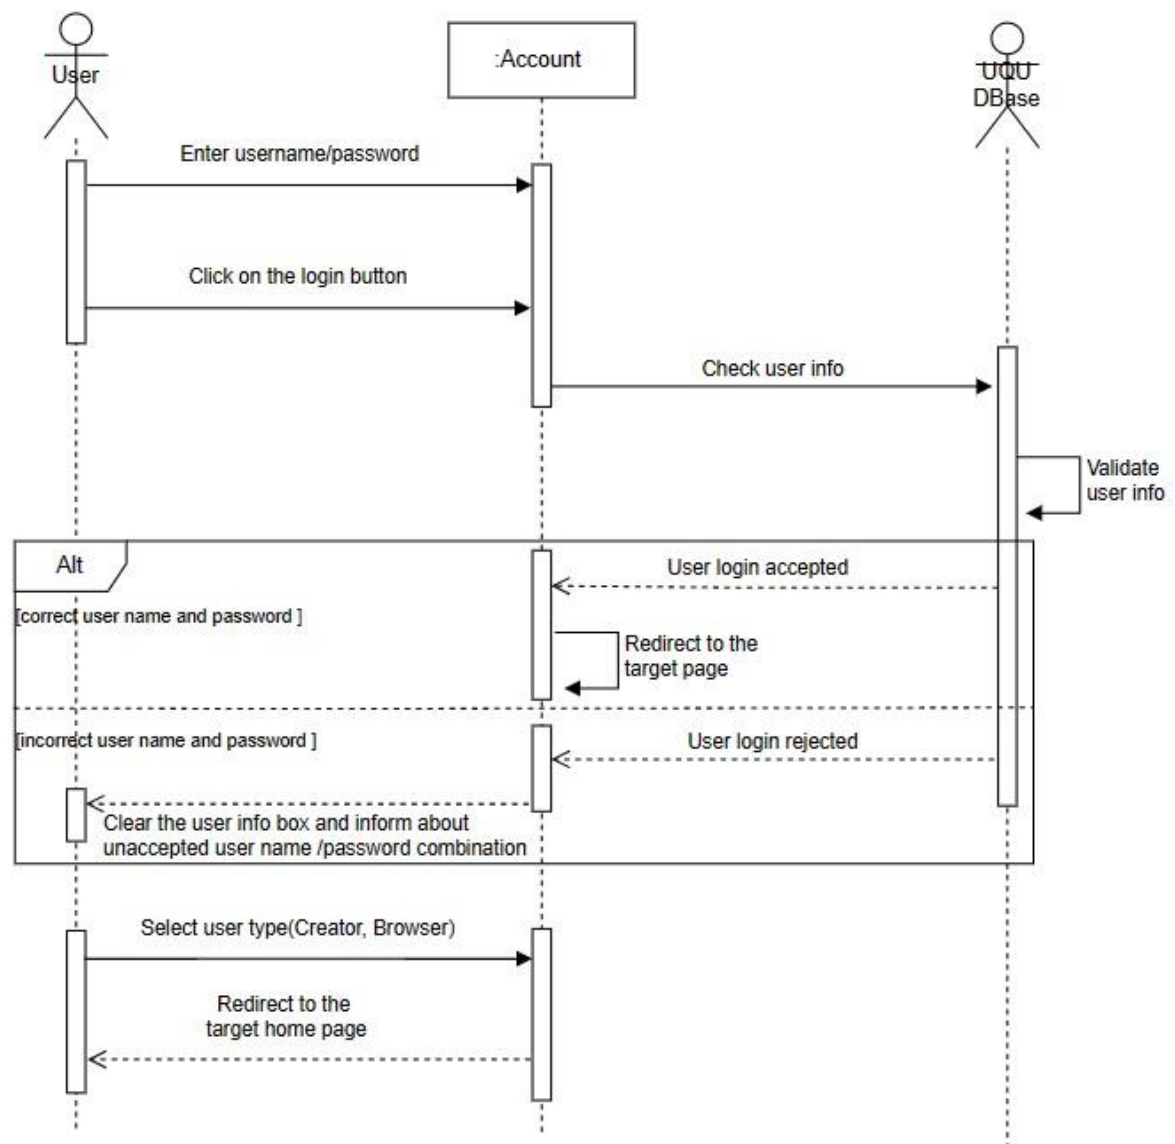 User
:Account
UQU
DBase
Enter username/password
Click on the login button
Check user info
Validate
user info
Alt
User login accepted
[correct user name and password ]
Redirect to the
target page
[incorrect user name and password ]
User login rejected
Clear the user info box and inform about
unaccepted user name /password combination
Select user type(Creator, Browser)
Redirect to the
target home page